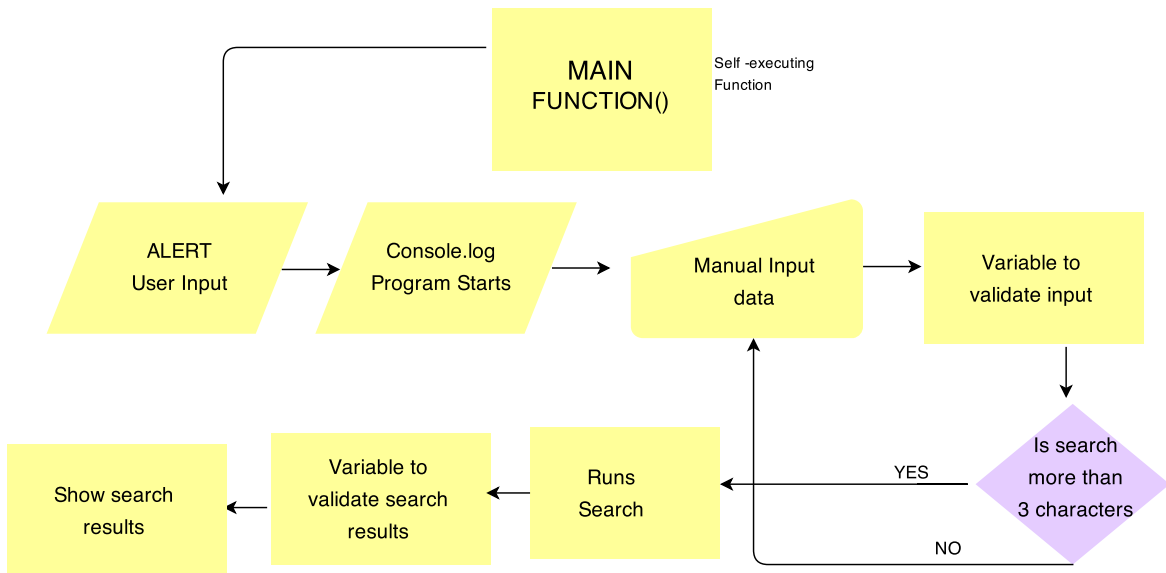 MAIN
FUNCTION()
Self -executing
Function
ALERT
User Input
Console.log
Program Starts
Manual Input
data
Variable to
validate input
Is search
more than
3 characters
YES
NO
Runs
Search
Variable to
validate search
results
Show search
results